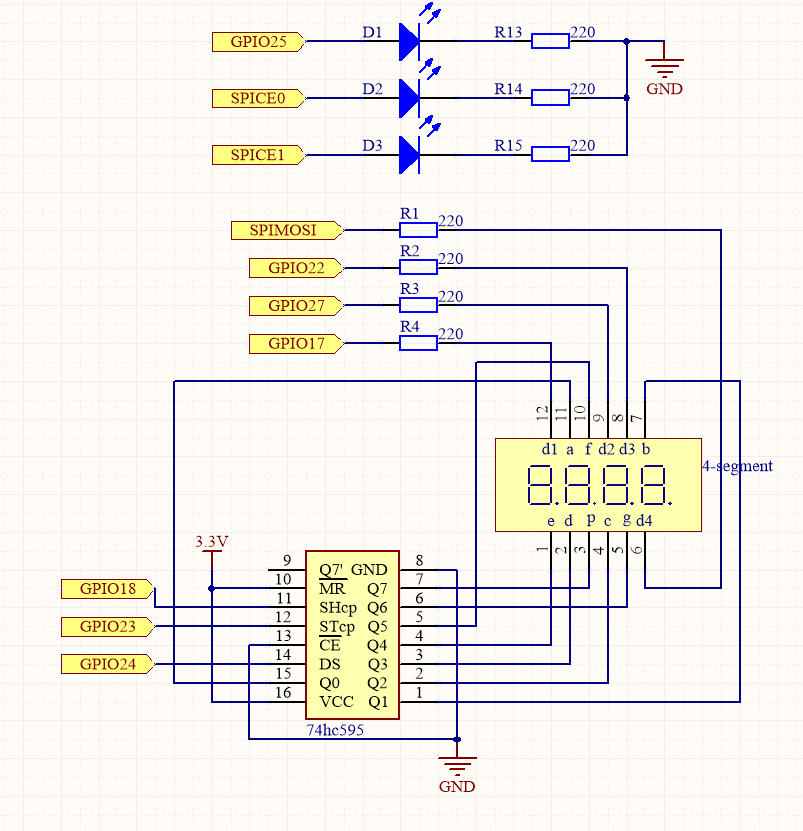 D1 R13 220
GPIO25
GND
D2 R14 220
SPICE0
D3 R15 220
SPICE1
R1 220
SPIMOSI
R2 220
GPIO22
R3 220
GPIO27
R4 220
GPIO17
12 11 10 9 8 7
d1 a f d2 d3 b
4-segment
e d p c g d4
1 2 3 4 5 6
3.3V
9 Q7' GND 8
10 MR Q7 7
GPIO18
11 SHcp Q6 6
12 STcp Q5 5
GPIO23
13 CE Q4 4
14 DS Q3 3
GPIO24
15 Q0 Q2 2
16 VCC Q1 1
74hc595
GND